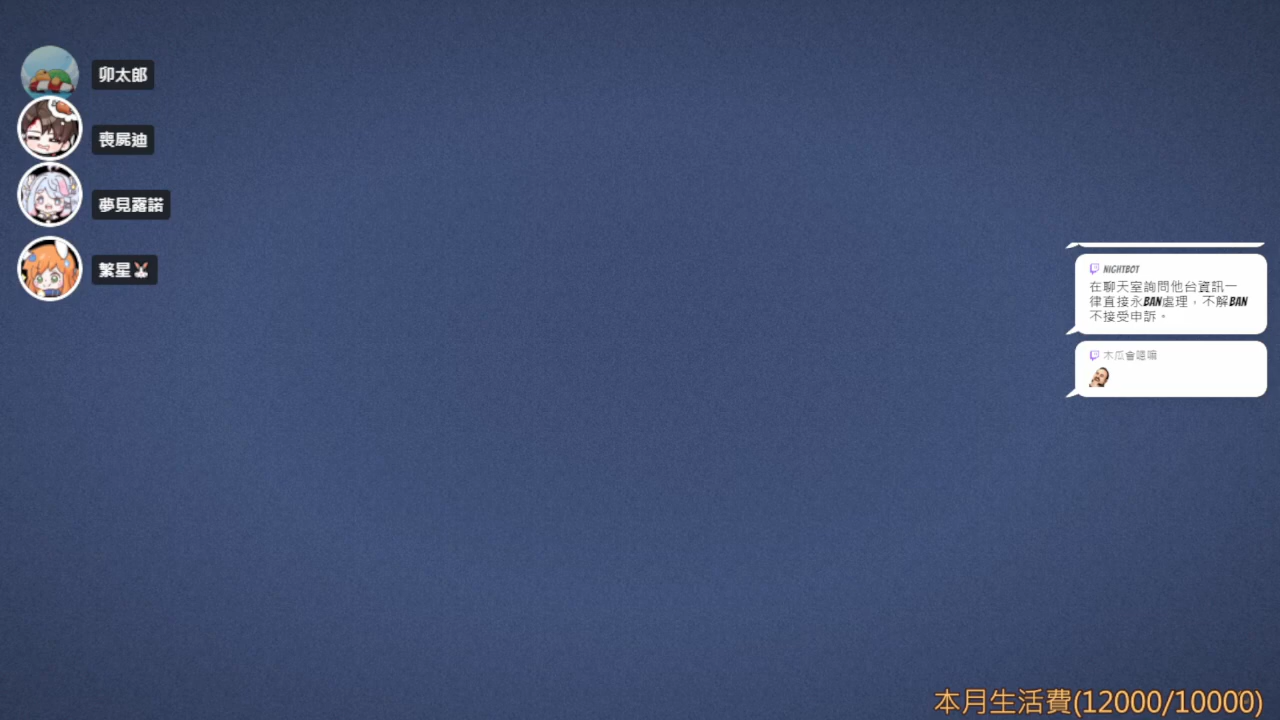 卯太郎
喪屍迪
夢見露諾
繁星
NIGHTBOT
在聊天室詢問他台資訊一
律直接永BAN處理，不解BAN
不接受申訴。
木瓜會嗯嘛
本月生活費(12000/10000)